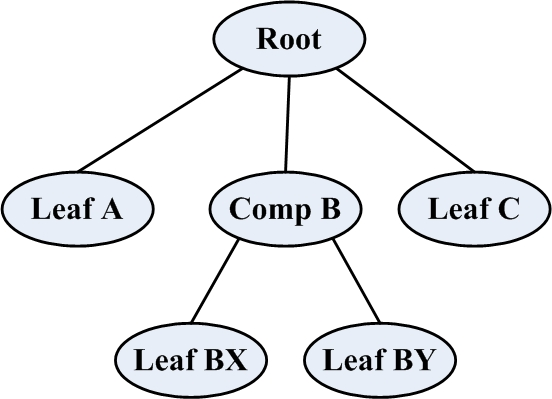 Root
Leaf A
Comp B
Leaf C
Leaf BX
Leaf BY